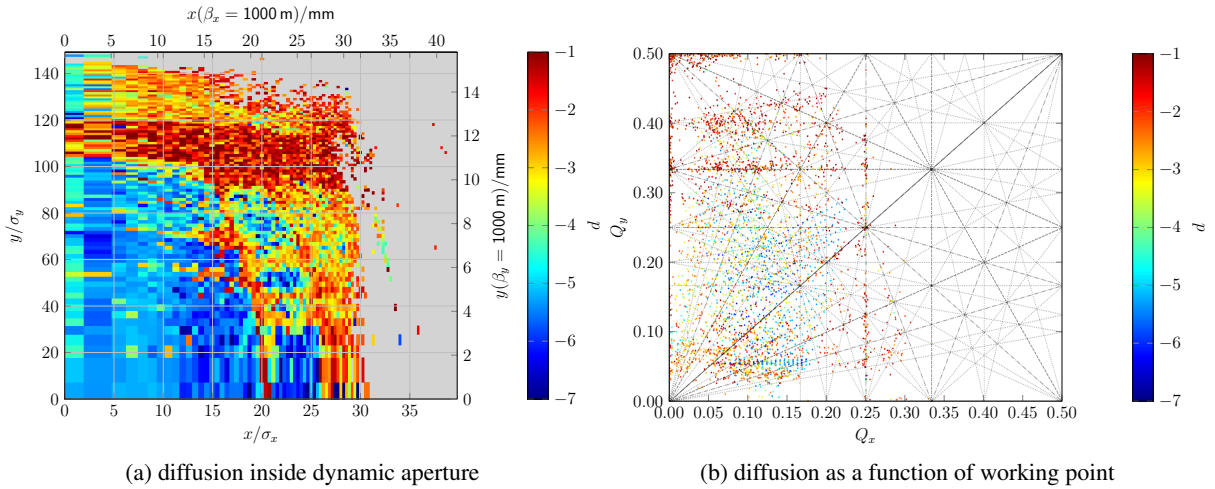 x(βx = 1000 m)/mm
0 5 10 15 20 25 30 35 40
140
120
100
80
60
40
20
0
y/σy
14
12
10
8
6
4
2
0
y(βy = 1000 m)/mm
0 5 10 15 20 25 30 35
x/σx
−1
−2
−3
−4
−5
−6
−7
d
(a) diffusion inside dynamic aperture
0.50
0.40
0.30
0.20
0.10
0.00
Qy
0.00 0.05 0.10 0.15 0.20 0.25 0.30 0.35 0.40 0.45 0.50
Qx
−1
−2
−3
−4
−5
−6
−7
d
(b) diffusion as a function of working point